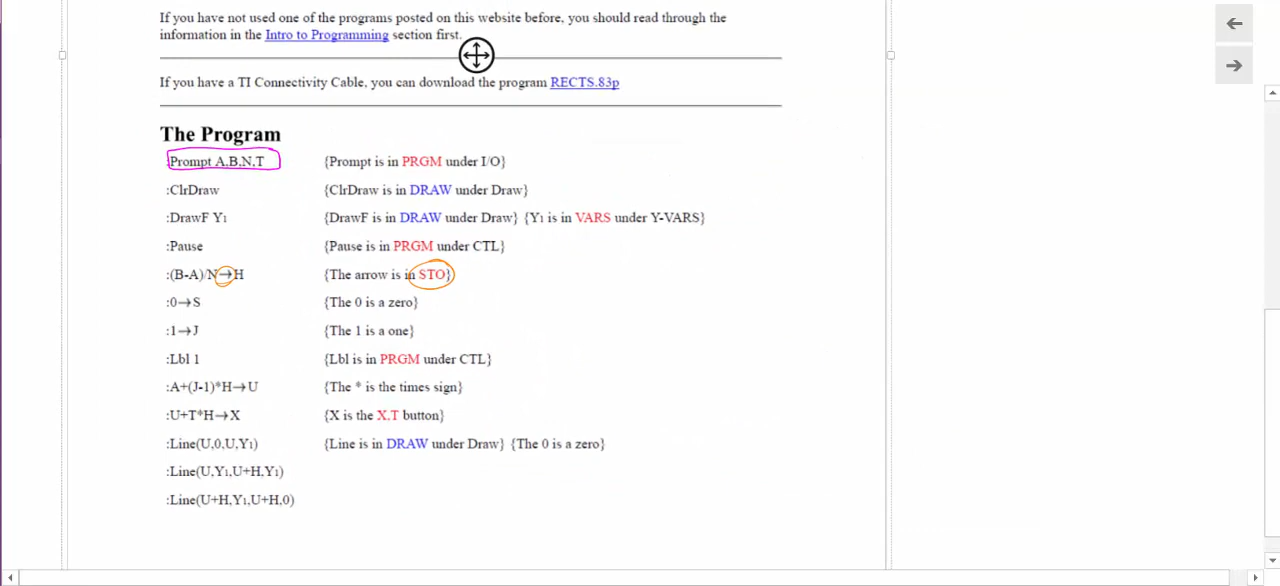 If you have not used one of the programs posted on this website before, you should read through the
information in the Intro to Programming section first.
If you have a TI Connectivity Cable, you can download the program RECTS.83p
The Program
:Prompt A,B,N,T {Prompt is in PRGM under I/O}
:ClrDraw {ClrDraw is in DRAW under Draw}
:DrawF Y₁ {DrawF is in DRAW under Draw} {Y₁ is in VARS under Y-VARS}
:Pause {Pause is in PRGM under CTL}
:(B-A)/N→H {The arrow is in STO}
:0→S {The 0 is a zero}
:1→J {The 1 is a one}
:Lbl 1 {Lbl is in PRGM under CTL}
:A+(J-1)*H→U {The * is the times sign}
:U+T*H→X {X is the X,T button}
:Line(U,0,U,Y₁) {Line is in DRAW under Draw} {The 0 is a zero}
:Line(U,Y₁,U+H,Y₁)
:Line(U+H,Y₁,U+H,0)